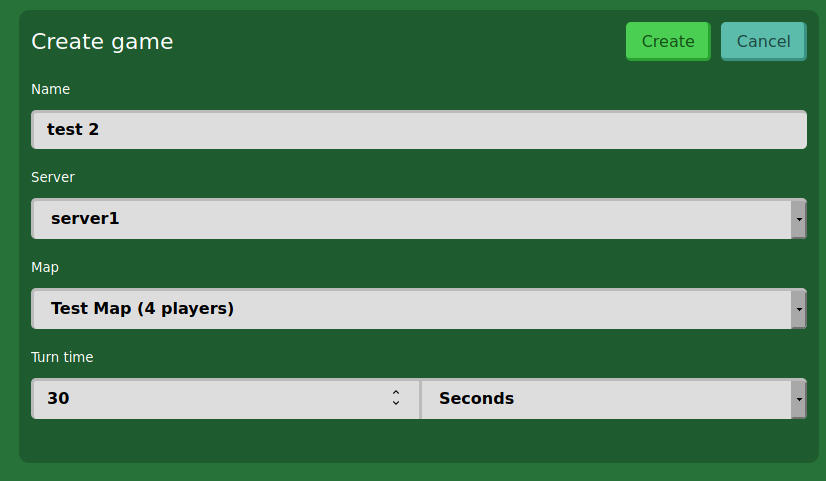 Create game
Create
Cancel
Name
test 2
Server
server1
Map
Test Map (4 players)
Turn time
30
Seconds